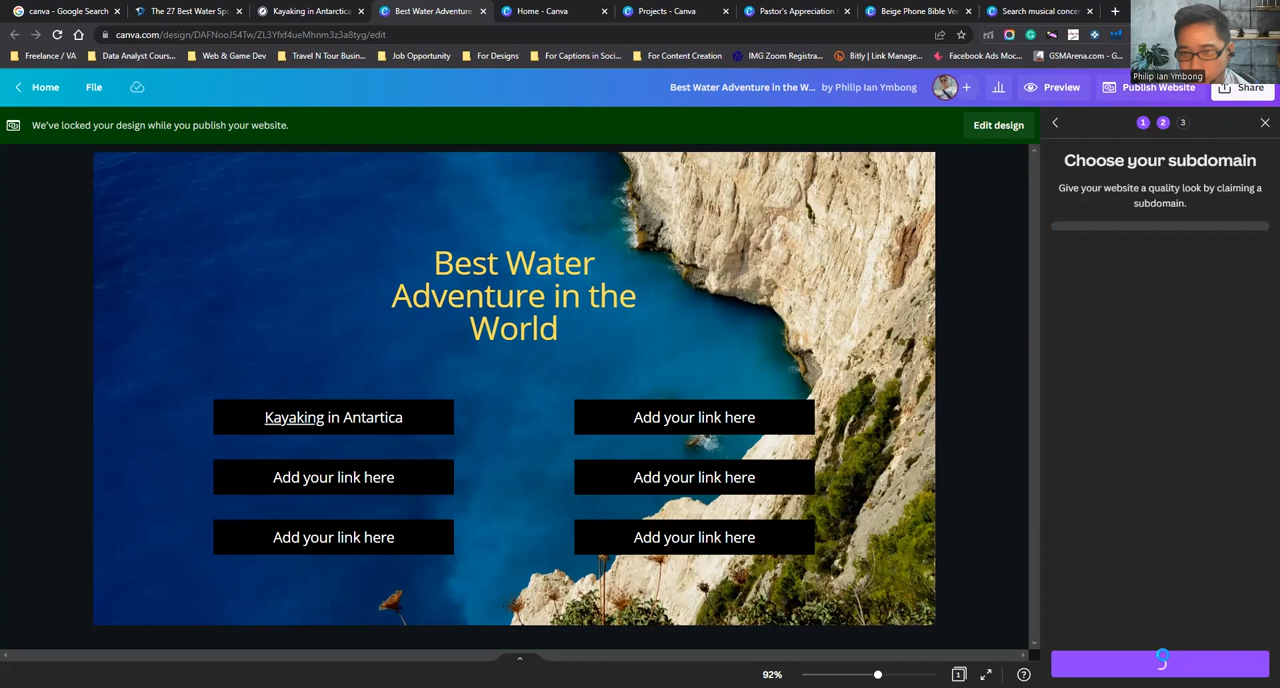 canva - Google Search
The 27 Best Water Spo
Kayaking in Antarctica
Best Water Adventure
Home - Canva
Projects - Canva
Pastor's Appreciation
Beige Phone Bible Ver
Search musical conce
canva.com/design/DAFNooJ54Tw/ZL3Yfxf4ueMhnm3z3a8tyg/edit
Freelance / VA
Data Analyst Cours...
Web & Game Dev
Travel N Tour Busin...
Job Opportunity
For Designs
For Captions in Soci...
For Content Creation
IMG Zoom Registra...
Bitly | Link Manage...
Facebook Ads Moc...
GSMArena.com - G...
Philip Ian Ymbong
Home
File
Best Water Adventure in the W... by Philip Ian Ymbong
Preview
Publish Website
Share
We've locked your design while you publish your website.
Edit design
1 2 3
Choose your subdomain
Give your website a quality look by claiming a
subdomain.
Best Water
Adventure in the
World
Kayaking in Antartica
Add your link here
Add your link here
Add your link here
Add your link here
Add your link here
92%
1